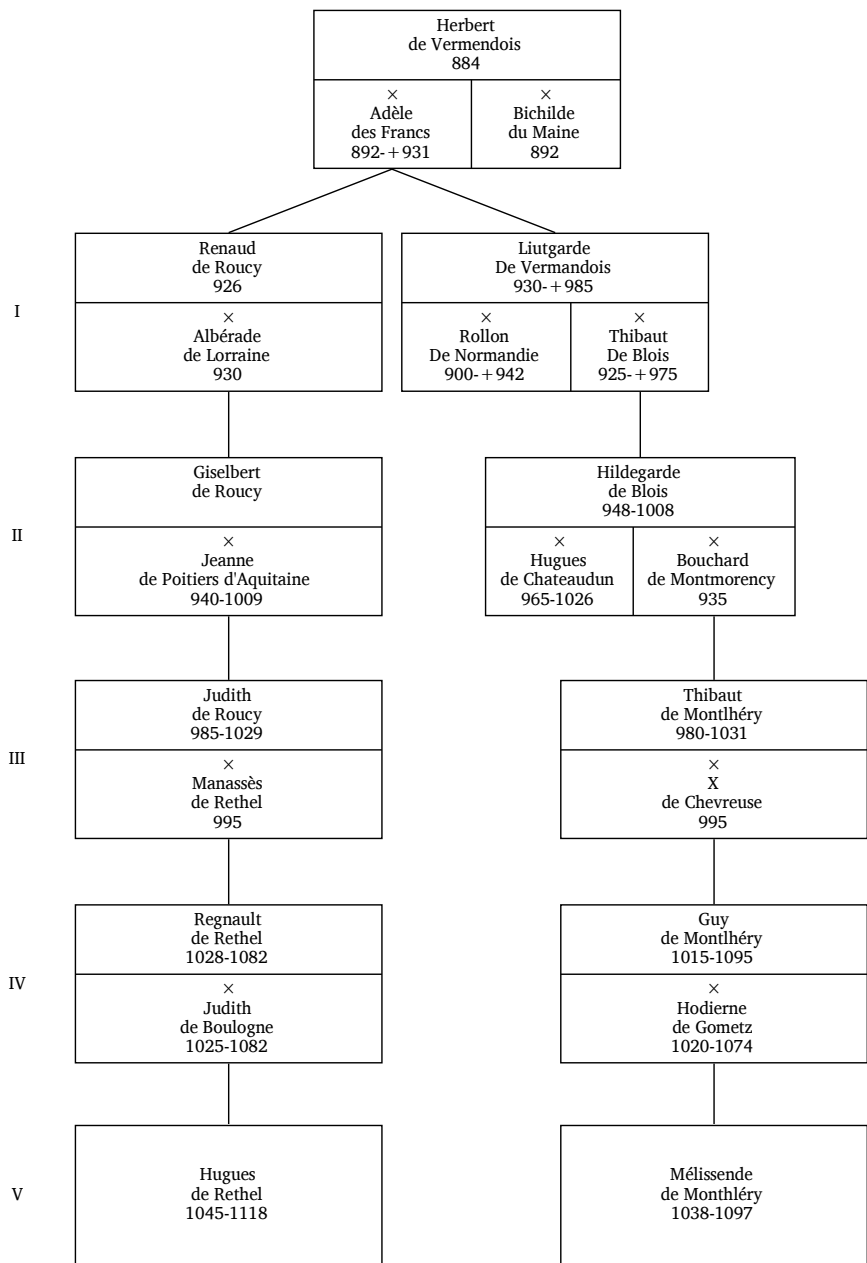 Herbert
de Vermendois
884
×
Adèle
des Francs
892-+931
×
Bichilde
du Maine
892
I
Renaud
de Roucy
926
×
Albérade
de Lorraine
930
Liutgarde
De Vermandois
930-+985
×
Rollon
De Normandie
900-+942
×
Thibaut
De Blois
925-+975
II
Giselbert
de Roucy
×
Jeanne
de Poitiers d'Aquitaine
940-1009
Hildegarde
de Blois
948-1008
×
Hugues
de Chateaudun
965-1026
×
Bouchard
de Montmorency
935
III
Judith
de Roucy
985-1029
×
Manassès
de Rethel
995
Thibaut
de Montlhéry
980-1031
×
X
de Chevreuse
995
IV
Regnault
de Rethel
1028-1082
×
Judith
de Boulogne
1025-1082
Guy
de Montlhéry
1015-1095
×
Hodierne
de Gometz
1020-1074
V
Hugues
de Rethel
1045-1118
Mélissende
de Monthléry
1038-1097